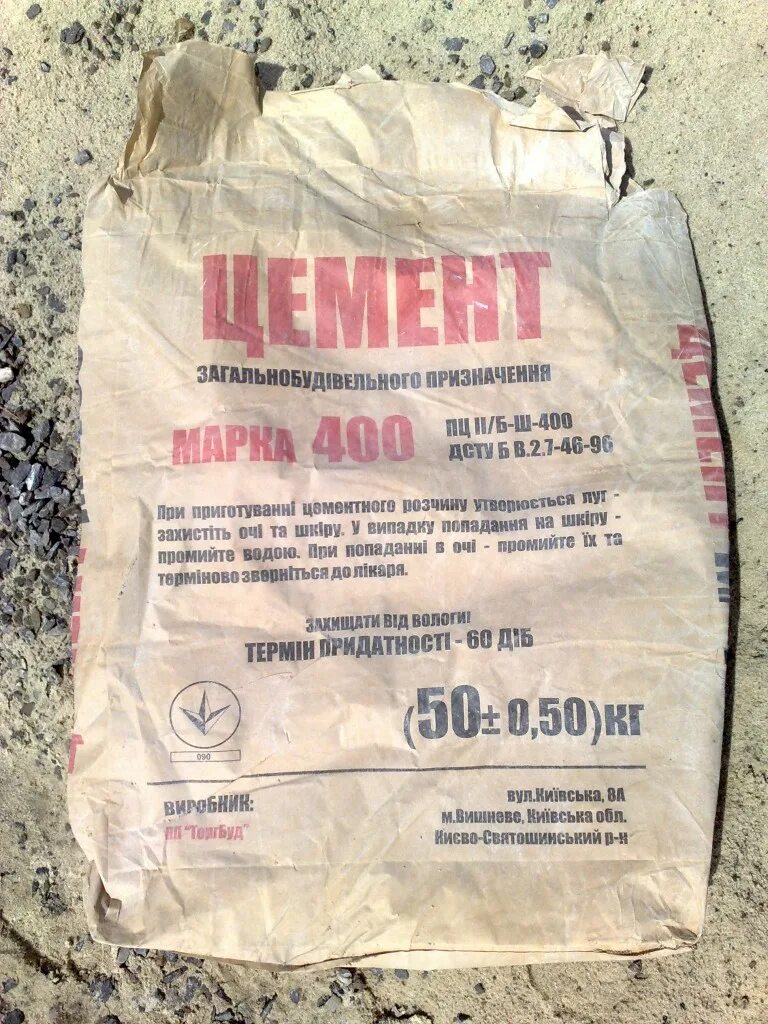 ЦЕМЕНТ
ЗАГАЛЬНОБУДІВЕЛЬНОГО ПРИЗНАЧЕННЯ
МАРКА 400
ПЦ ІІ/Б-Ш-400
ДСТУ Б В.2.7-46-96
При приготуванні цементного розчину утворюється луг -
захистіть очі та шкіру. У випадку попадання на шкіру -
промийте водою. При попаданні в очі - промийте їх та
терміново зверніться до лікаря.
ЗАХИЩАТИ ВІД ВОЛОГИ!
ТЕРМІН ПРИДАТНОСТІ - 60 ДІБ
(50± 0,50)КГ
090
ВИРОБНИК:
ПП "ТоргБуд"
вул.Київська, 8А
м.Вишневе, Київська обл.
Києво-Святошинський р-н